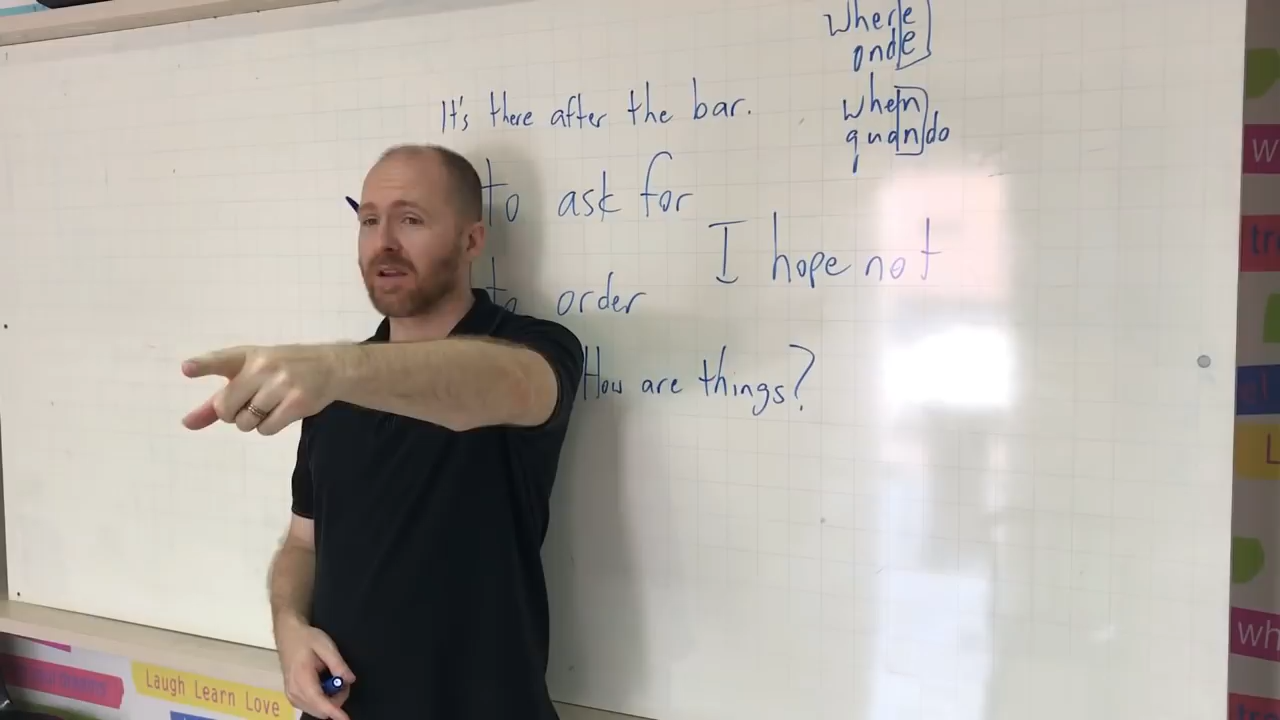 where
onde
It's there after the bar.
when
quando
to ask for
I hope not
to order
How are things?
Laugh Learn Love